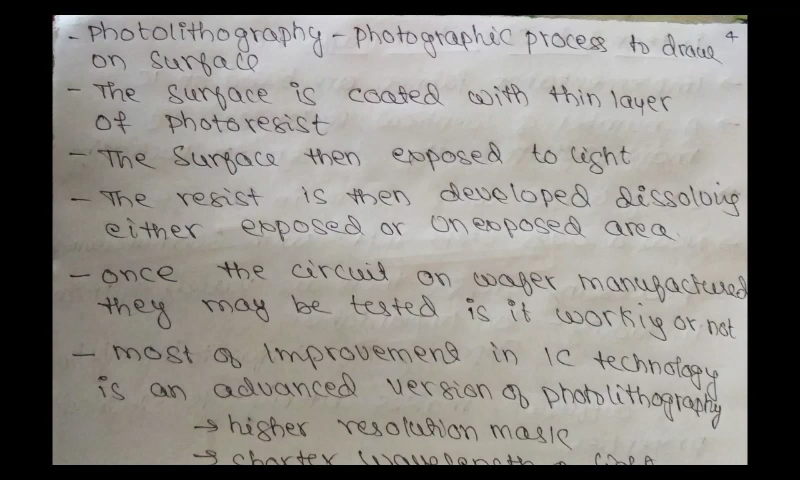 4
- Photolithography - photographic process to draw
on surface
- The surface is coated with thin layer
of photoresist
- The surface then exposed to light
- The resist is then developed dissolving
either exposed or unexposed area.
- once the circuit on wafer manufactured
they may be tested is it workig or not
- most of improvement in IC technology
is an advanced version of photolithography
→ higher resolution mask